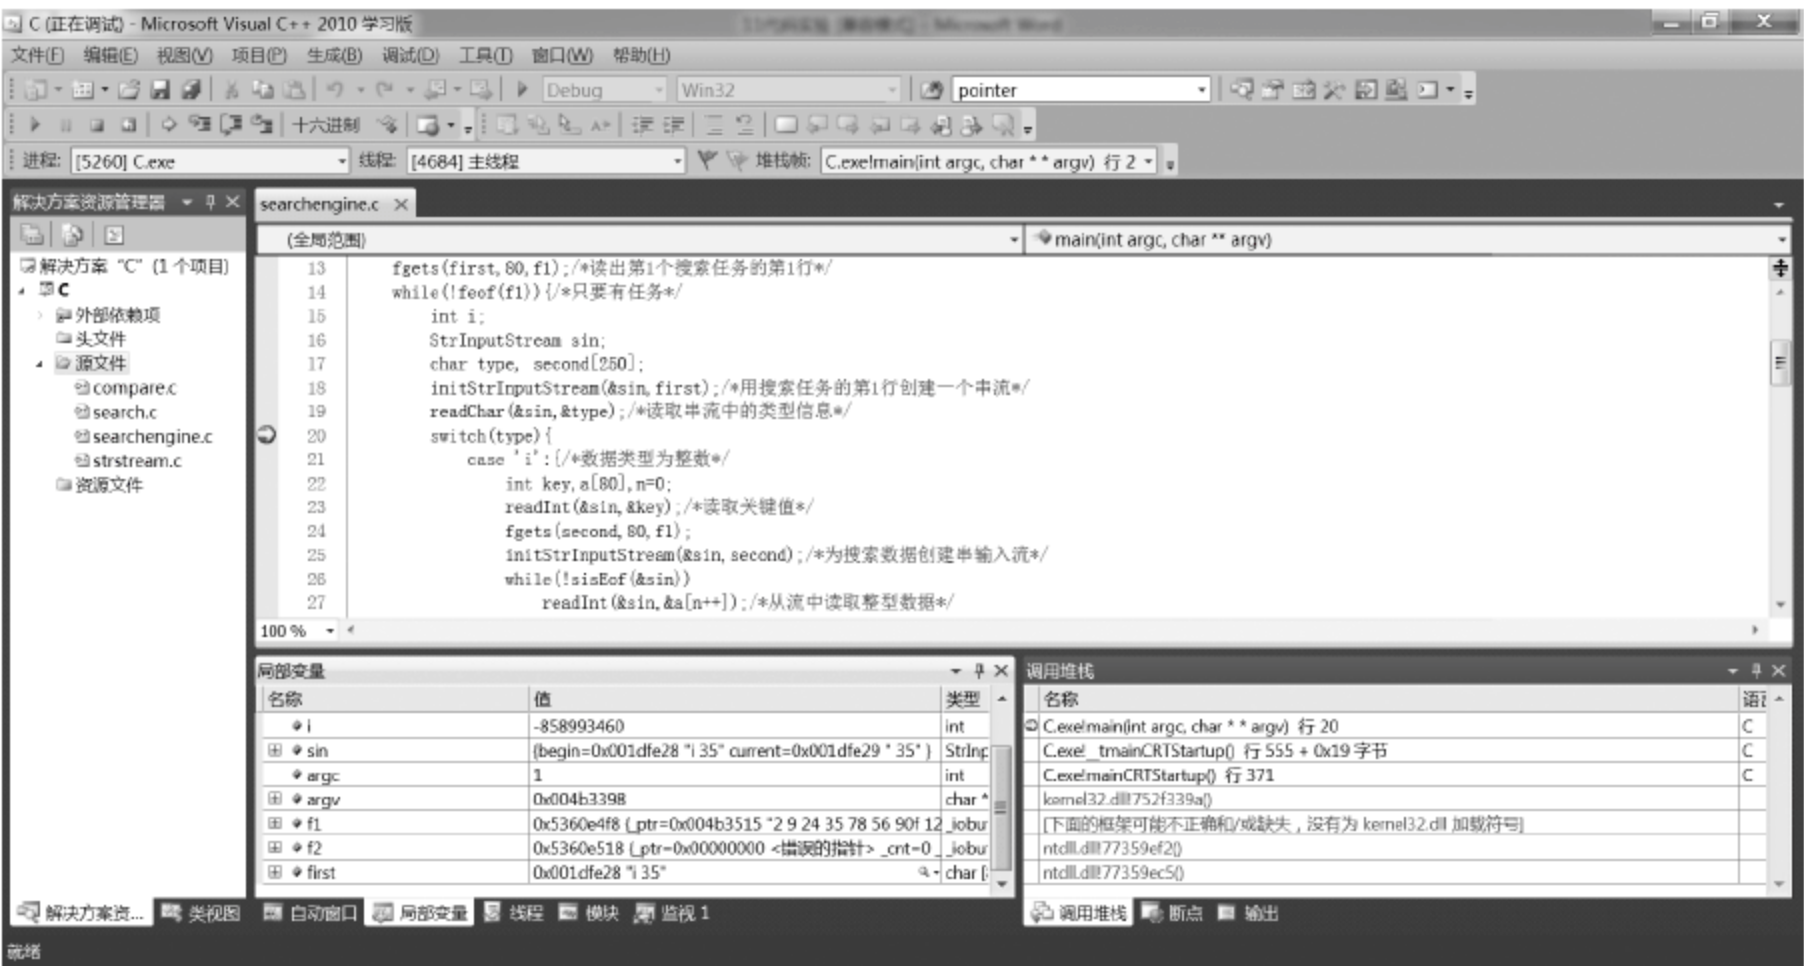 C (正在调试) - Microsoft Visual C++ 2010 学习版
文件(F) 编辑(E) 视图(V) 项目(P) 生成(B) 调试(D) 工具(T) 窗口(W) 帮助(H)
Debug Win32 pointer
十六进制
进程: [5260] C.exe 线程: [4684] 主线程 堆栈帧: C.exe!main(int argc, char * * argv) 行 2
解决方案资源管理器
解决方案 "C" (1 个项目)
C
外部依赖项
头文件
源文件
compare.c
search.c
searchengine.c
strstream.c
资源文件
searchengine.c
(全局范围) main(int argc, char ** argv)
13 fgets(first,80,f1);/*读出第1个搜索任务的第1行*/
14 while(!feof(f1)){/*只要有任务*/
15 int i;
16 StrInputStream sin;
17 char type, second[250];
18 initStrInputStream(&sin,first);/*用搜索任务的第1行创建一个串流*/
19 readChar(&sin,&type);/*读取串流中的类型信息*/
20 switch(type){
21 case 'i':{/*数据类型为整数*/
22 int key,a[80],n=0;
23 readInt(&sin,&key);/*读取关键值*/
24 fgets(second,80,f1);
25 initStrInputStream(&sin,second);/*为搜索数据创建串输入流*/
26 while(!sisEof(&sin))
27 readInt(&sin,&a[n++]);/*从流中读取整型数据*/
100 %
局部变量
名称 值 类型
i -858993460 int
sin {begin=0x001dfe28 "i 35" current=0x001dfe29 " 35" } StrInp
argc 1 int
argv 0x004b3398 char *
f1 0x5360e4f8 {_ptr=0x004b3515 "2 9 24 35 78 56 90f 12 _iobu
f2 0x5360e518 {_ptr=0x00000000 <错误的指针> _cnt=0 _ _iobu
first 0x001dfe28 "i 35" char [
调用堆栈
名称 语言
C.exe!main(int argc, char * * argv) 行 20 C
C.exe!__tmainCRTStartup() 行 555 + 0x19 字节 C
C.exe!mainCRTStartup() 行 371 C
kernel32.dll!752f339a()
[下面的框架可能不正确和/或缺失，没有为 kernel32.dll 加载符号]
ntdll.dll!77359ef2()
ntdll.dll!77359ec5()
解决方案资... 类视图 自动窗口 局部变量 线程 模块 监视 1 调用堆栈 断点 输出
就绪